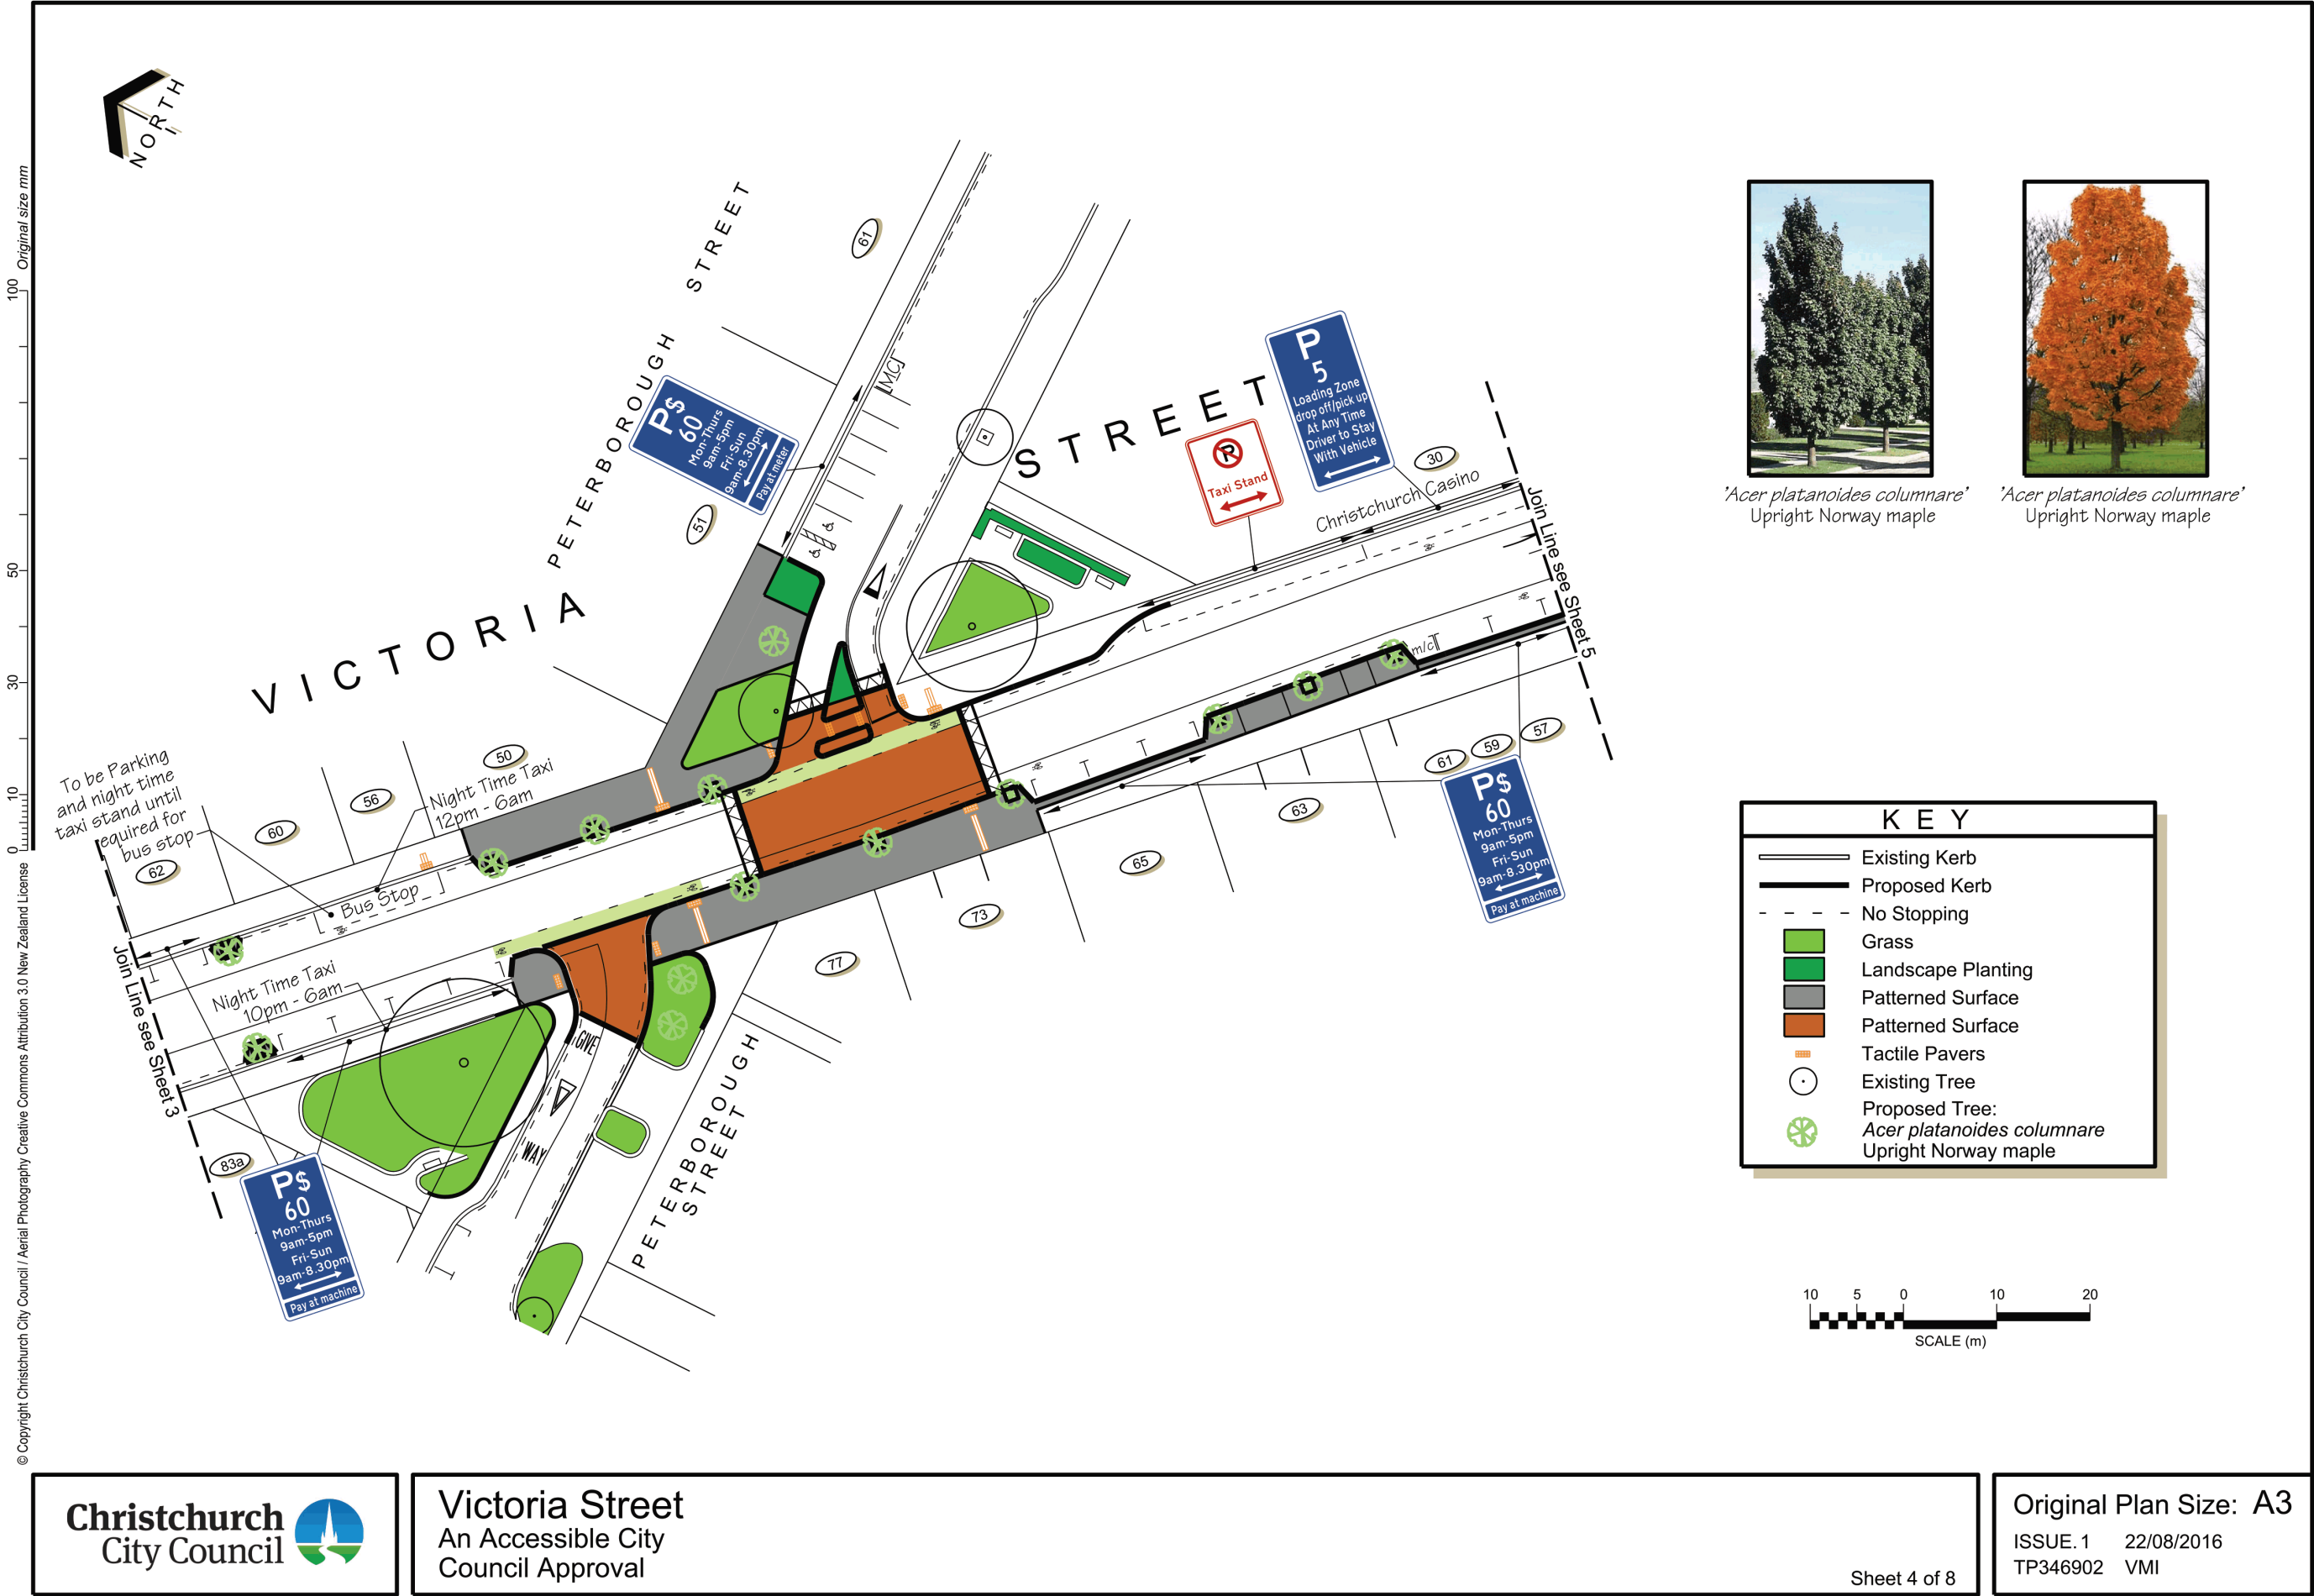 NORTH
Original size mm
100
50
30
10
0
© Copyright Christchurch City Council / Aerial Photography Creative Commons Attribution 3.0 New Zealand License
PETERBOROUGH STREET
VICTORIA STREET
61
[MC]
P$
60
Mon-Thurs
9am-5pm
Fri-Sun
9am-8.30pm
Pay at meter
51
P
5
Loading Zone
drop off/pick up
At Any Time
Driver to Stay
With Vehicle
P
Taxi Stand
30
Christchurch Casino
Join Line see Sheet 5
m/c
To be Parking
and night time
taxi stand until
required for
bus stop
50
56
60
62
Night Time Taxi
12pm - 6am
Bus Stop
57
59
61
63
65
73
77
P$
60
Mon-Thurs
9am-5pm
Fri-Sun
9am-8.30pm
Pay at machine
Join Line see Sheet 3
Night Time Taxi
10pm - 6am
GIVE
WAY
83a
P$
60
Mon-Thurs
9am-5pm
Fri-Sun
9am-8.30pm
Pay at machine
PETERBOROUGH
STREET
'Acer platanoides columnare'
Upright Norway maple
'Acer platanoides columnare'
Upright Norway maple
KEY
Existing Kerb
Proposed Kerb
No Stopping
Grass
Landscape Planting
Patterned Surface
Patterned Surface
Tactile Pavers
Existing Tree
Proposed Tree:
Acer platanoides columnare
Upright Norway maple
10 5 0 10 20
SCALE (m)
Christchurch
City Council
Victoria Street
An Accessible City
Council Approval
Sheet 4 of 8
Original Plan Size: A3
ISSUE. 1 22/08/2016
TP346902 VMI